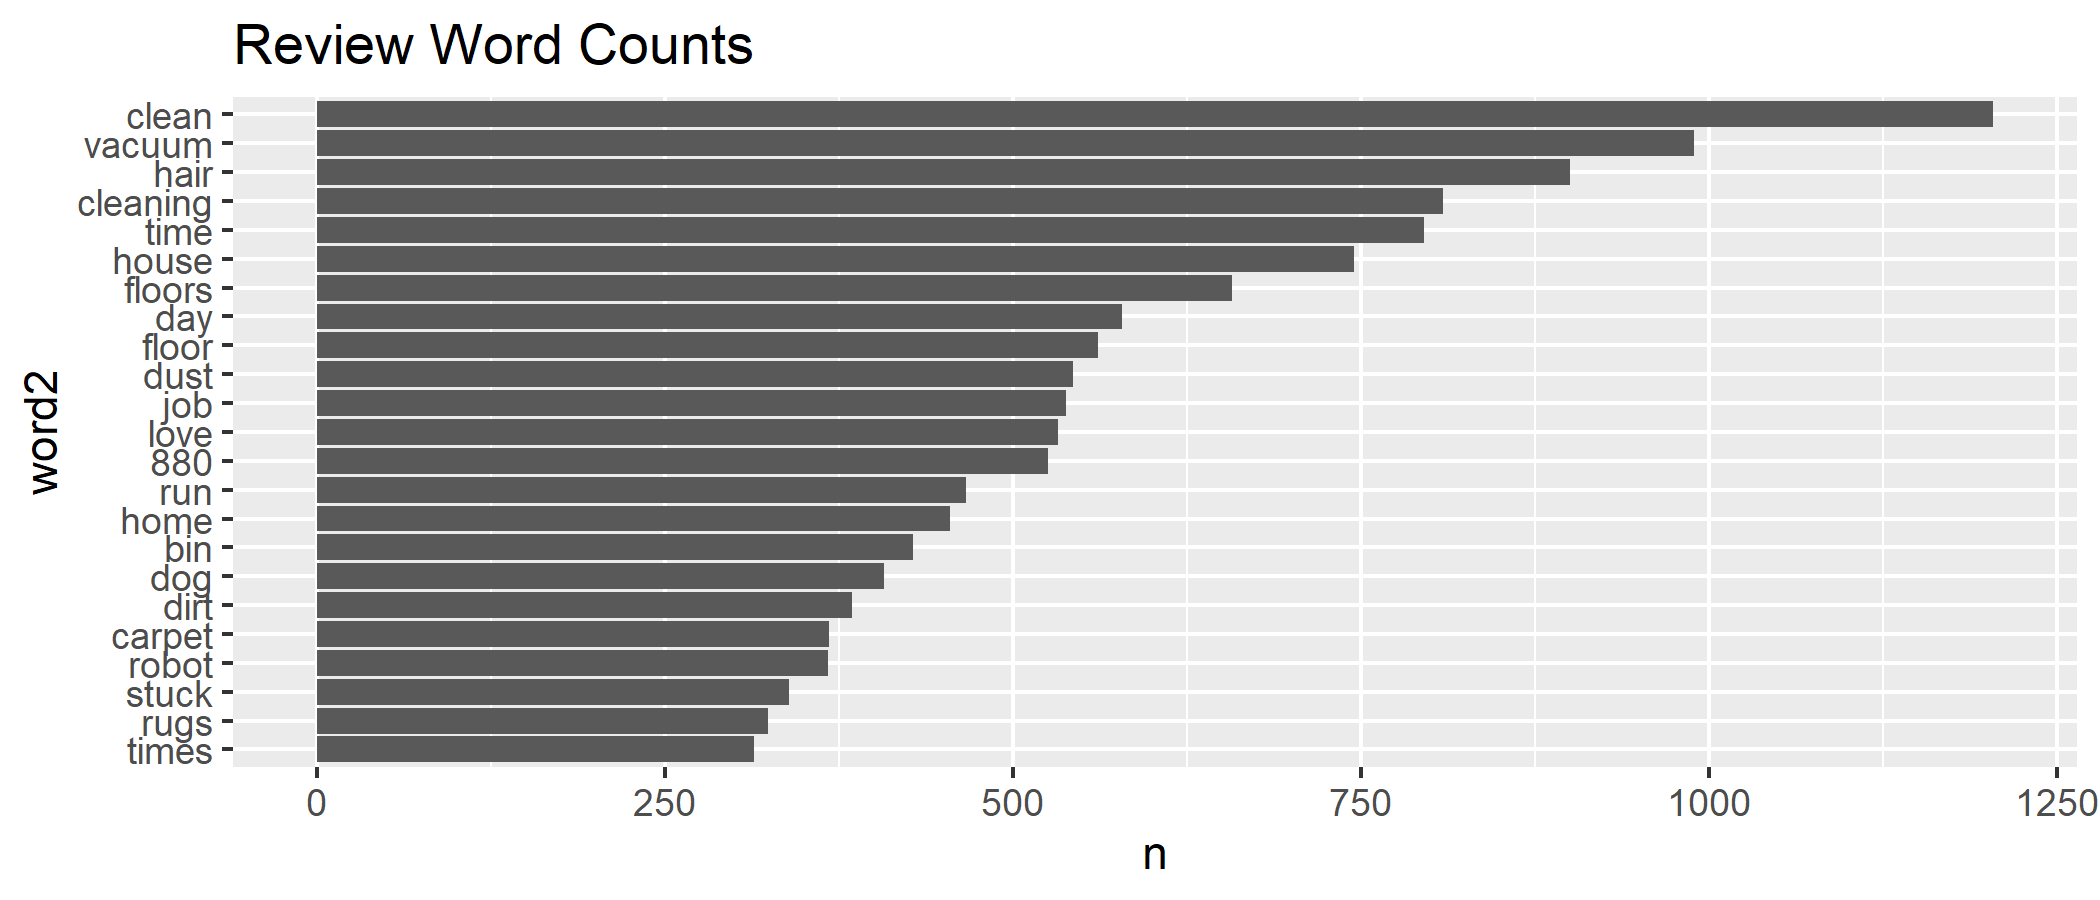 Review Word Counts
clean
vacuum
hair
cleaning
time
house
floors
day
floor
dust
job
love
880
run
home
bin
dog
dirt
carpet
robot
stuck
rugs
times
word2
0 250 500 750 1000 1250
n